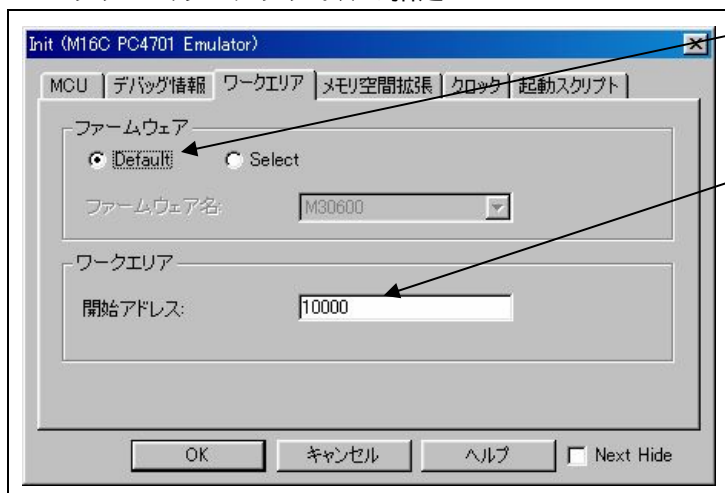 Init (M16C PC4701 Emulator)
MCU デバッグ情報 ワークエリア メモリ空間拡張 クロック 起動スクリプト
ファームウェア
Default Select
ファームウェア名: M30600
ワークエリア
開始アドレス: 10000
OK キャンセル ヘルプ Next Hide